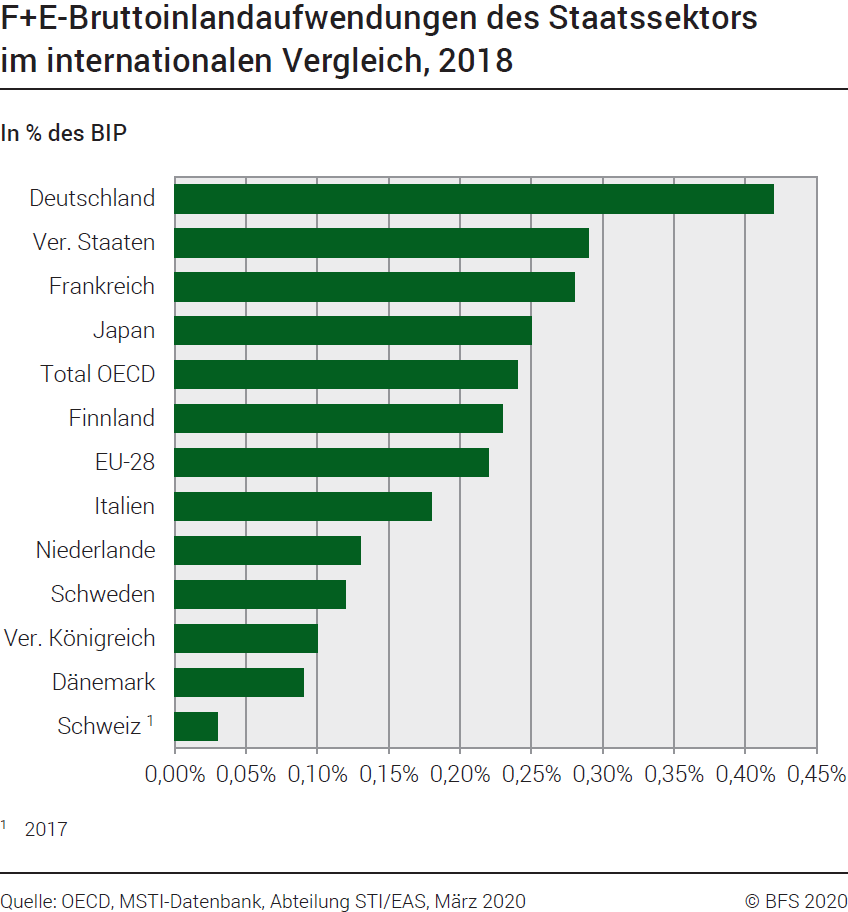 F+E-Bruttoinlandaufwendungen des Staatssektors
im internationalen Vergleich, 2018
In % des BIP
Deutschland
Ver. Staaten
Frankreich
Japan
Total OECD
Finnland
EU-28
Italien
Niederlande
Schweden
Ver. Königreich
Dänemark
Schweiz ¹
0,00% 0,05% 0,10% 0,15% 0,20% 0,25% 0,30% 0,35% 0,40% 0,45%
¹ 2017
Quelle: OECD, MSTI-Datenbank, Abteilung STI/EAS, März 2020 © BFS 2020